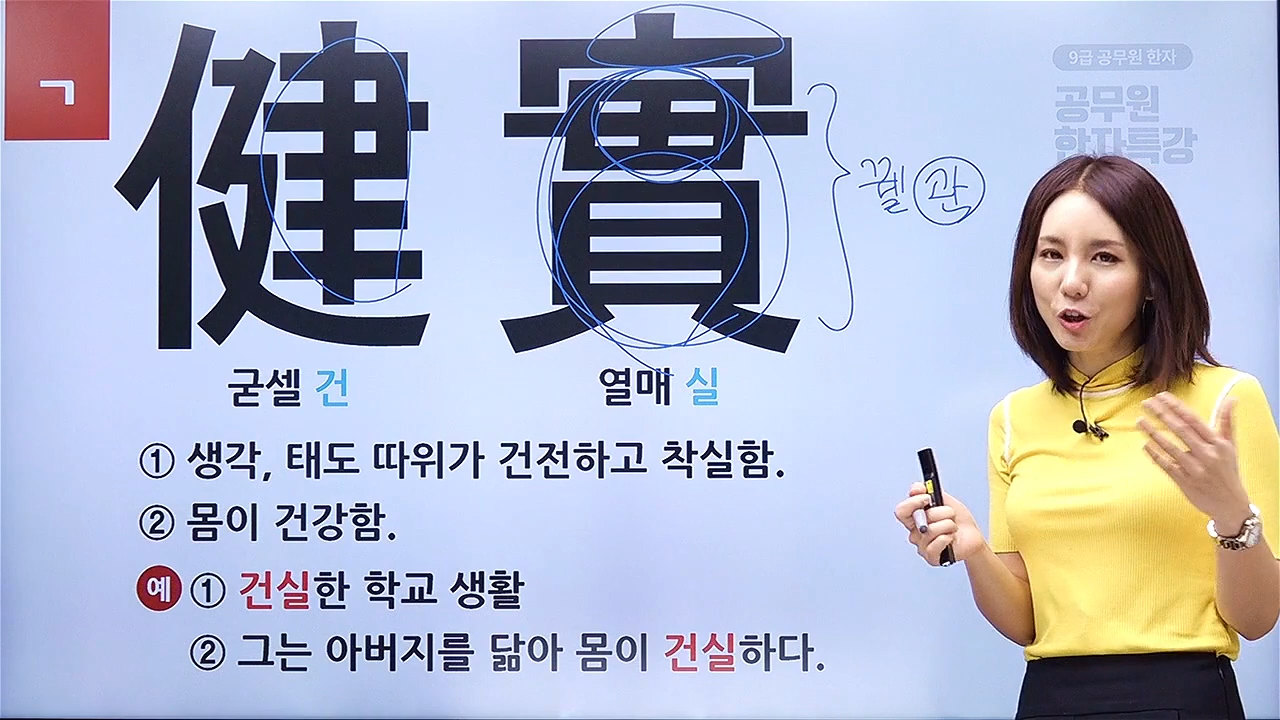 ㄱ
9급 공무원 한자
공무원
한자특강
健實
꿸 관
굳셀 건
열매 실
① 생각, 태도 따위가 건전하고 착실함.
② 몸이 건강함.
예 ① 건실한 학교 생활
② 그는 아버지를 닮아 몸이 건실하다.